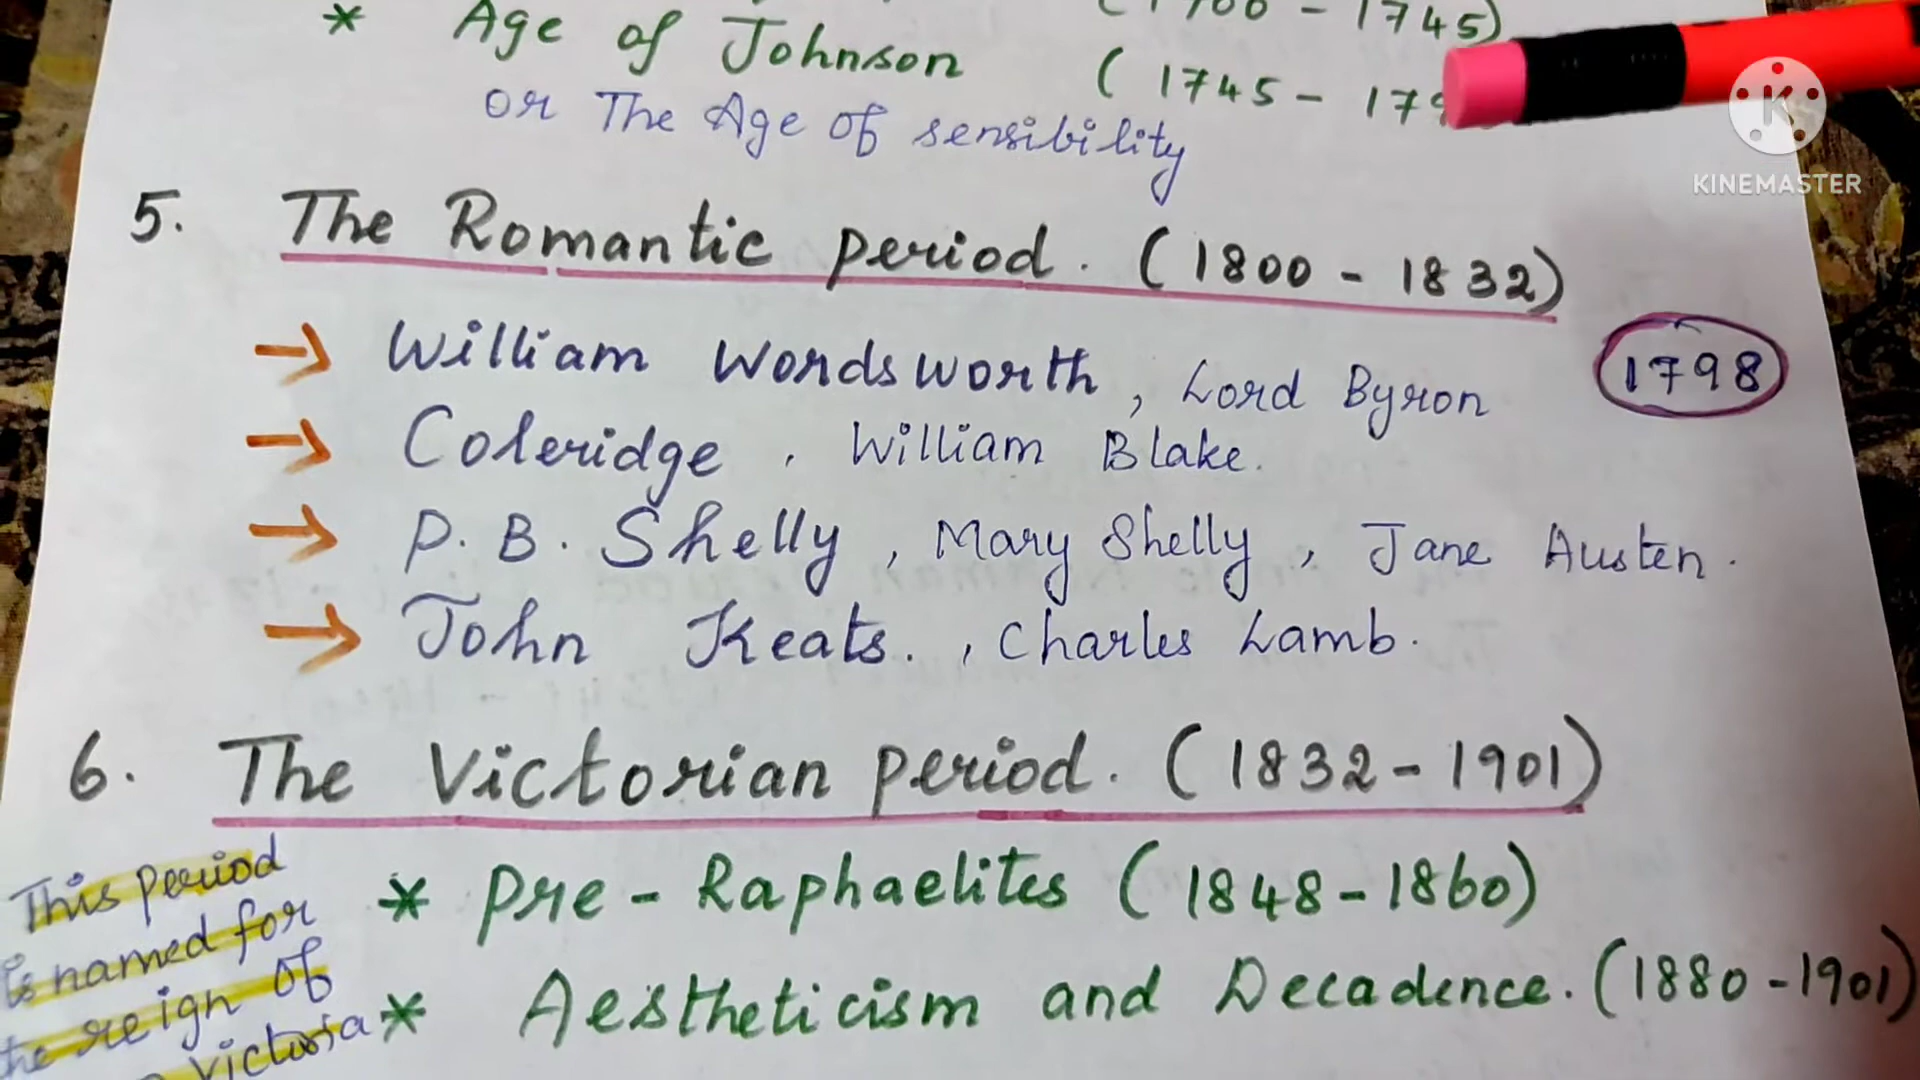 * Age of Johnson (1700 - 1745)
( 1745 - 179
or The Age of sensibility
KINEMASTER
5. The Romantic period. (1800 - 1832)
→ William Wordsworth, Lord Byron
1798
→ Coleridge, William Blake.
→ P. B. Shelly, Mary Shelly, Jane Austen.
→ John Keats., Charles Lamb.
6. The Victorian period. (1832 - 1901)
* Pre - Raphaelites (1848 - 1860)
* Aestheticism and Decadence. (1880 - 1901)
This period
is named for
the reign of
Victoria